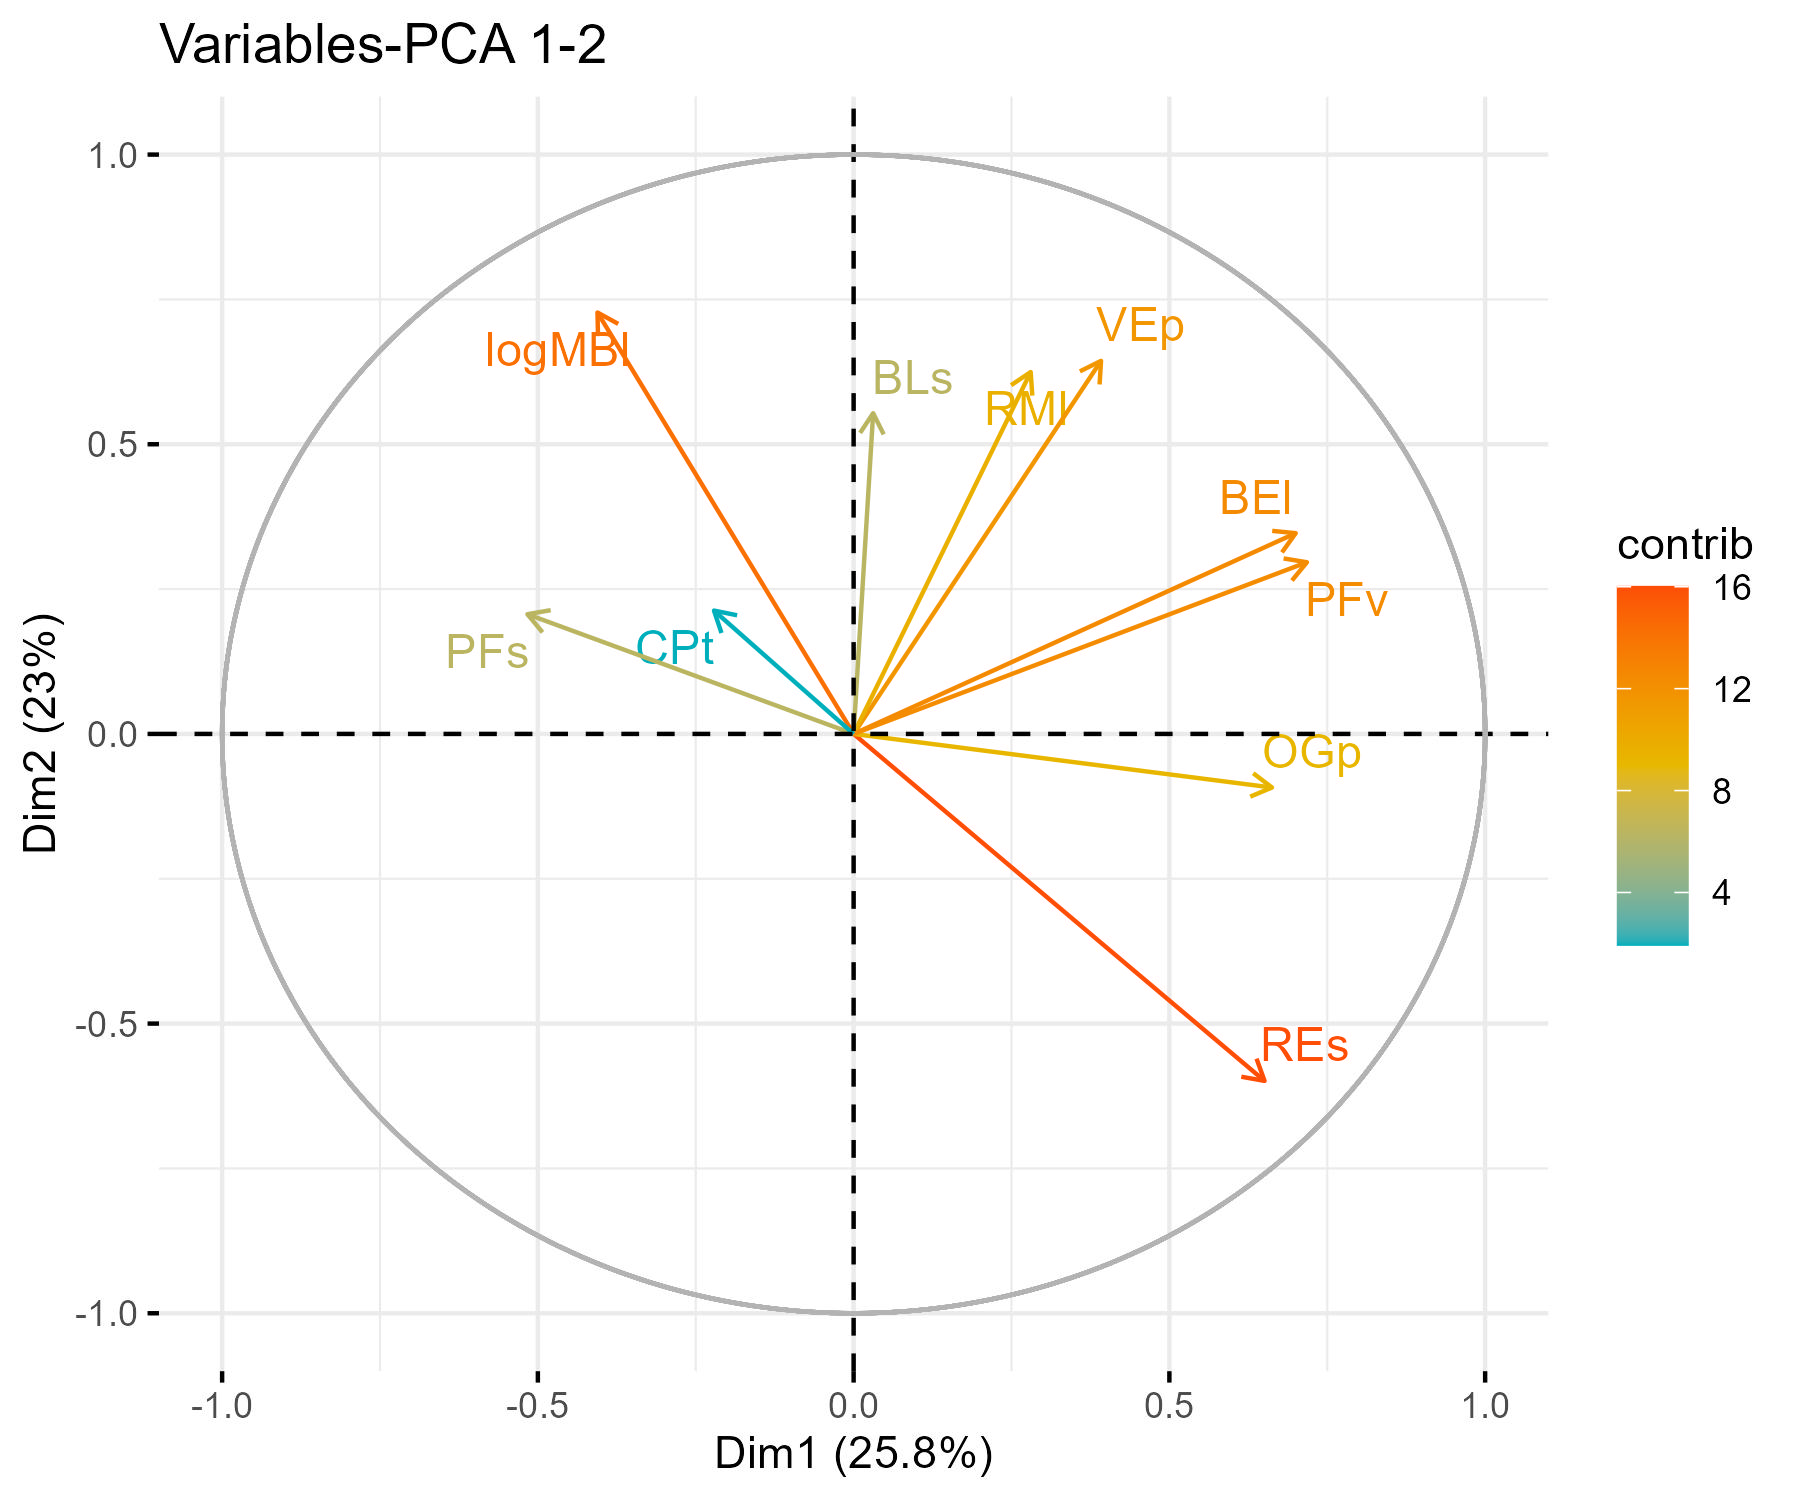 Variables-PCA 1-2
1.0
0.5
0.0
-0.5
-1.0
Dim2 (23%)
logMBl
VEp
BLs
RMl
BEl
PFv
PFs
CPt
OGp
REs
contrib
16
12
8
4
-1.0
-0.5
0.0
0.5
1.0
Dim1 (25.8%)